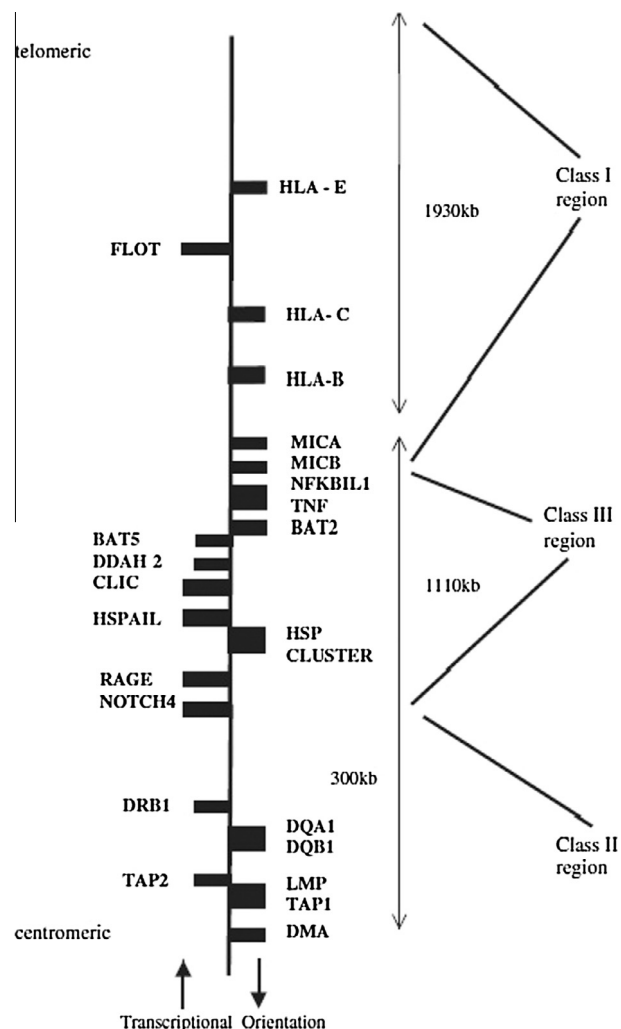 telomeric
HLA - E
Class I
region
1930kb
FLOT
HLA- C
HLA-B
MICA
MICB
NFKBIL1
TNF
BAT2
Class III
region
BAT5
DDAH 2
CLIC
1110kb
HSPAIL
HSP
CLUSTER
RAGE
NOTCH4
300kb
DRB1
DQA1
DQB1
Class II
region
TAP2
LMP
TAP1
centromeric
DMA
Transcriptional Orientation